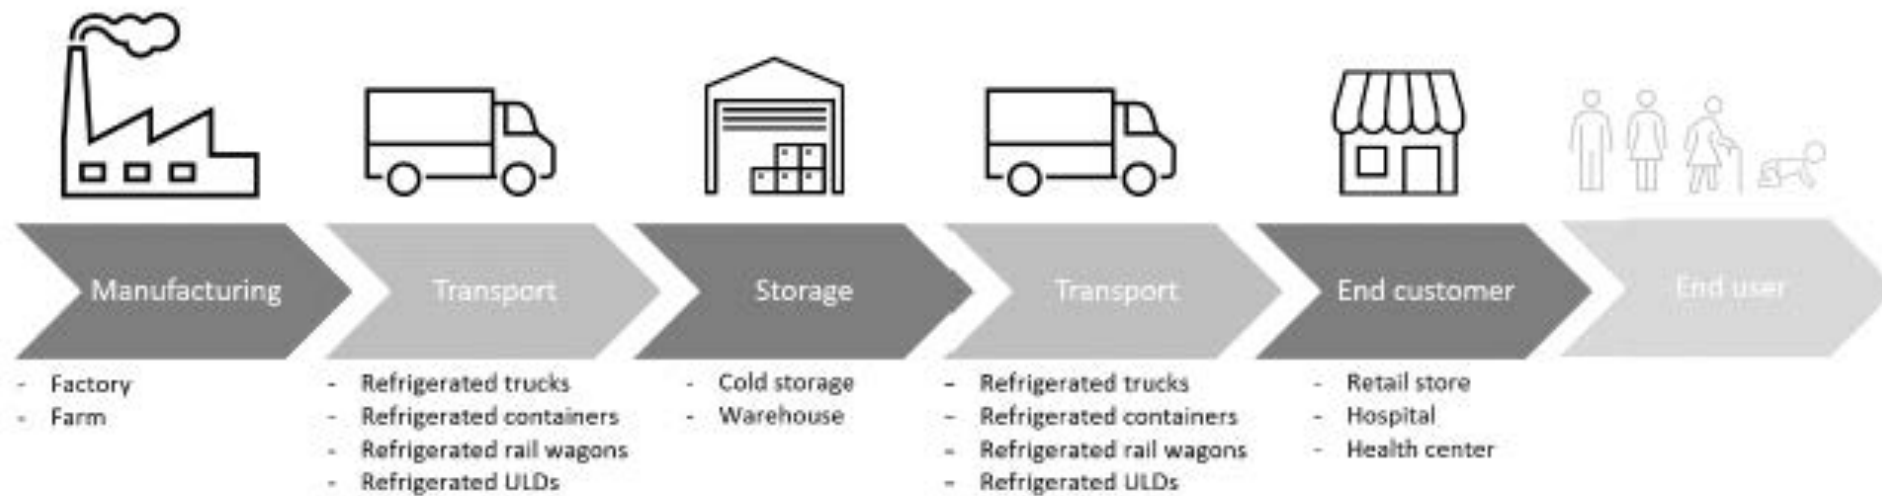 Manufacturing
Transport
Storage
Transport
End customer
End user
- Factory
- Farm
- Refrigerated trucks
- Refrigerated containers
- Refrigerated rail wagons
- Refrigerated ULDs
- Cold storage
- Warehouse
- Refrigerated trucks
- Refrigerated containers
- Refrigerated rail wagons
- Refrigerated ULDs
- Retail store
- Hospital
- Health center